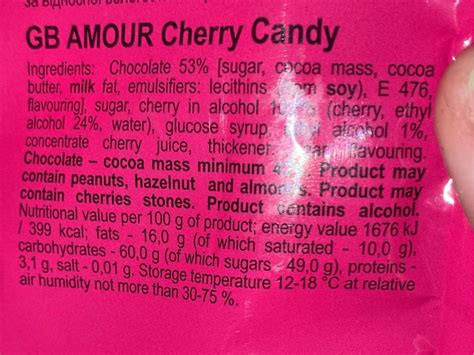 GB AMOUR Cherry Candy
Ingredients: Chocolate 53% [sugar, cocoa mass, cocoa
butter, milk fat, emulsifiers: lecithins soy), E 476,
flavouring], sugar, cherry in alcohol (cherry, ethyl
alcohol 24%, water), glucose syrup, alcohol 1%,
concentrate cherry juice, thickener: flavouring.
Chocolate – cocoa mass minimum Product may
contain peanuts, hazelnut and almonds. Product may
contain cherries stones. Product contains alcohol.
Nutritional value per 100 g of product: energy value 1676 kJ
/ 399 kcal; fats - 16,0 g (of which saturated - 10,0 g),
carbohydrates - 60,0 g (of which sugars - 49,0 g), proteins -
3,1 g, salt - 0,01 g. Storage temperature 12-18 °C at relative
air humidity not more than 30-75 %.